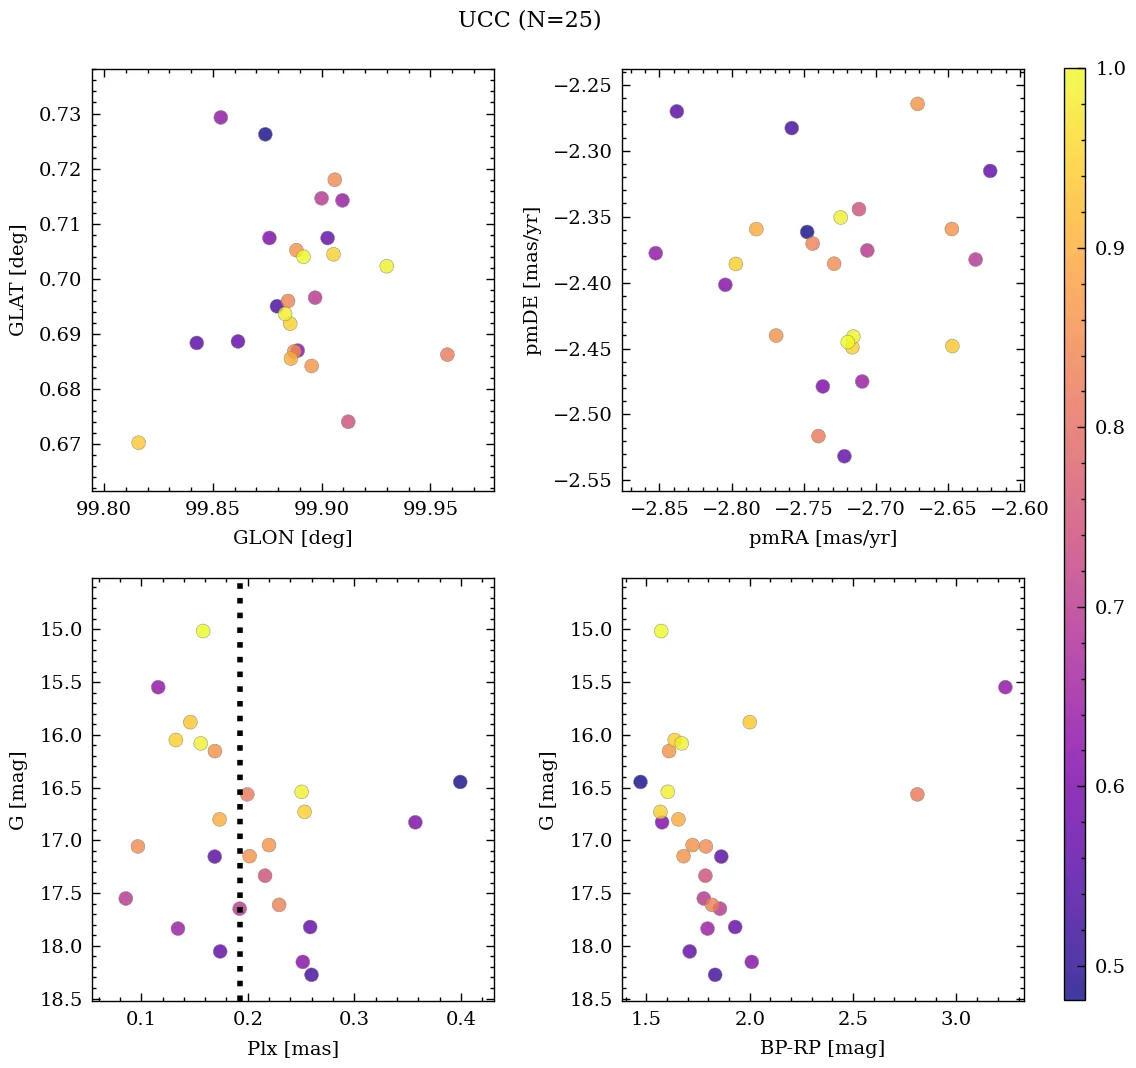 UCC (N=25)
0.73
0.72
0.71
0.70
0.69
0.68
0.67
GLAT [deg]
99.80 99.85 99.90 99.95
GLON [deg]
−2.25
−2.30
−2.35
−2.40
−2.45
−2.50
−2.55
pmDE [mas/yr]
−2.85 −2.80 −2.75 −2.70 −2.65 −2.60
pmRA [mas/yr]
15.0
15.5
16.0
16.5
17.0
17.5
18.0
18.5
G [mag]
0.1 0.2 0.3 0.4
Plx [mas]
15.0
15.5
16.0
16.5
17.0
17.5
18.0
18.5
G [mag]
1.5 2.0 2.5 3.0
BP-RP [mag]
1.0
0.9
0.8
0.7
0.6
0.5